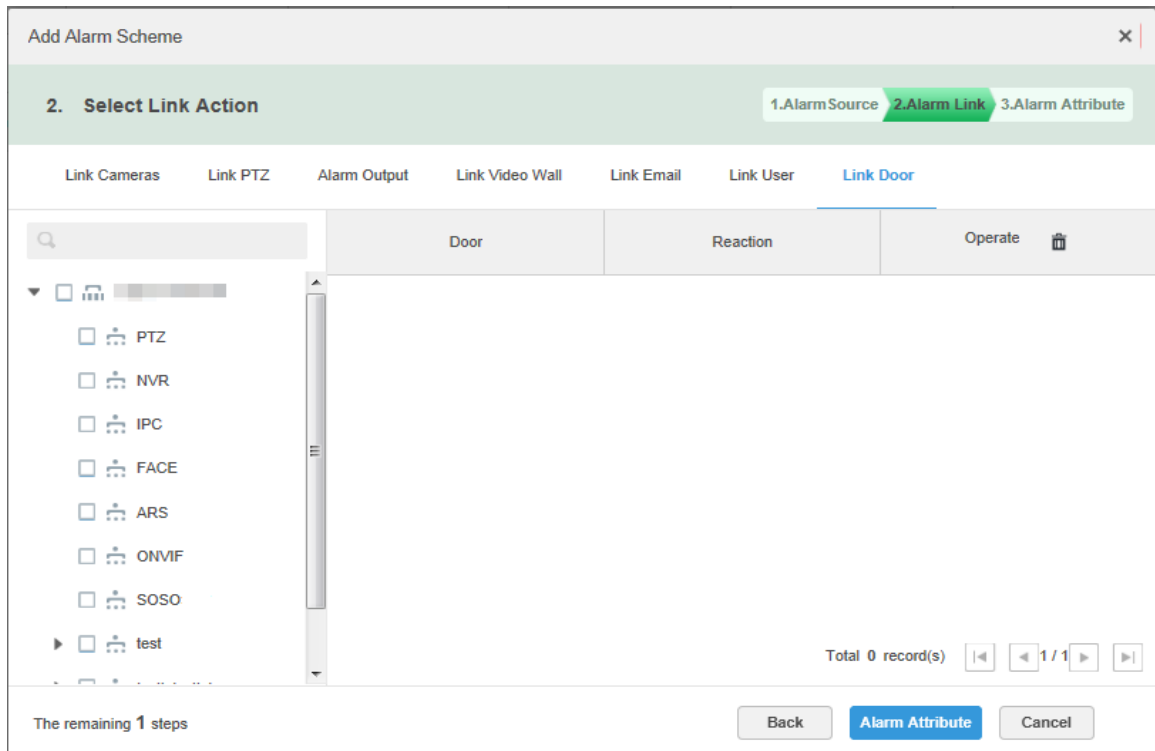 Add Alarm Scheme
2. Select Link Action
1.Alarm Source 2.Alarm Link 3.Alarm Attribute
Link Cameras Link PTZ Alarm Output Link Video Wall Link Email Link User Link Door
Door Reaction Operate
PTZ
NVR
IPC
FACE
ARS
ONVIF
SOSO
test
Total 0 record(s) 1 / 1
The remaining 1 steps Back Alarm Attribute Cancel